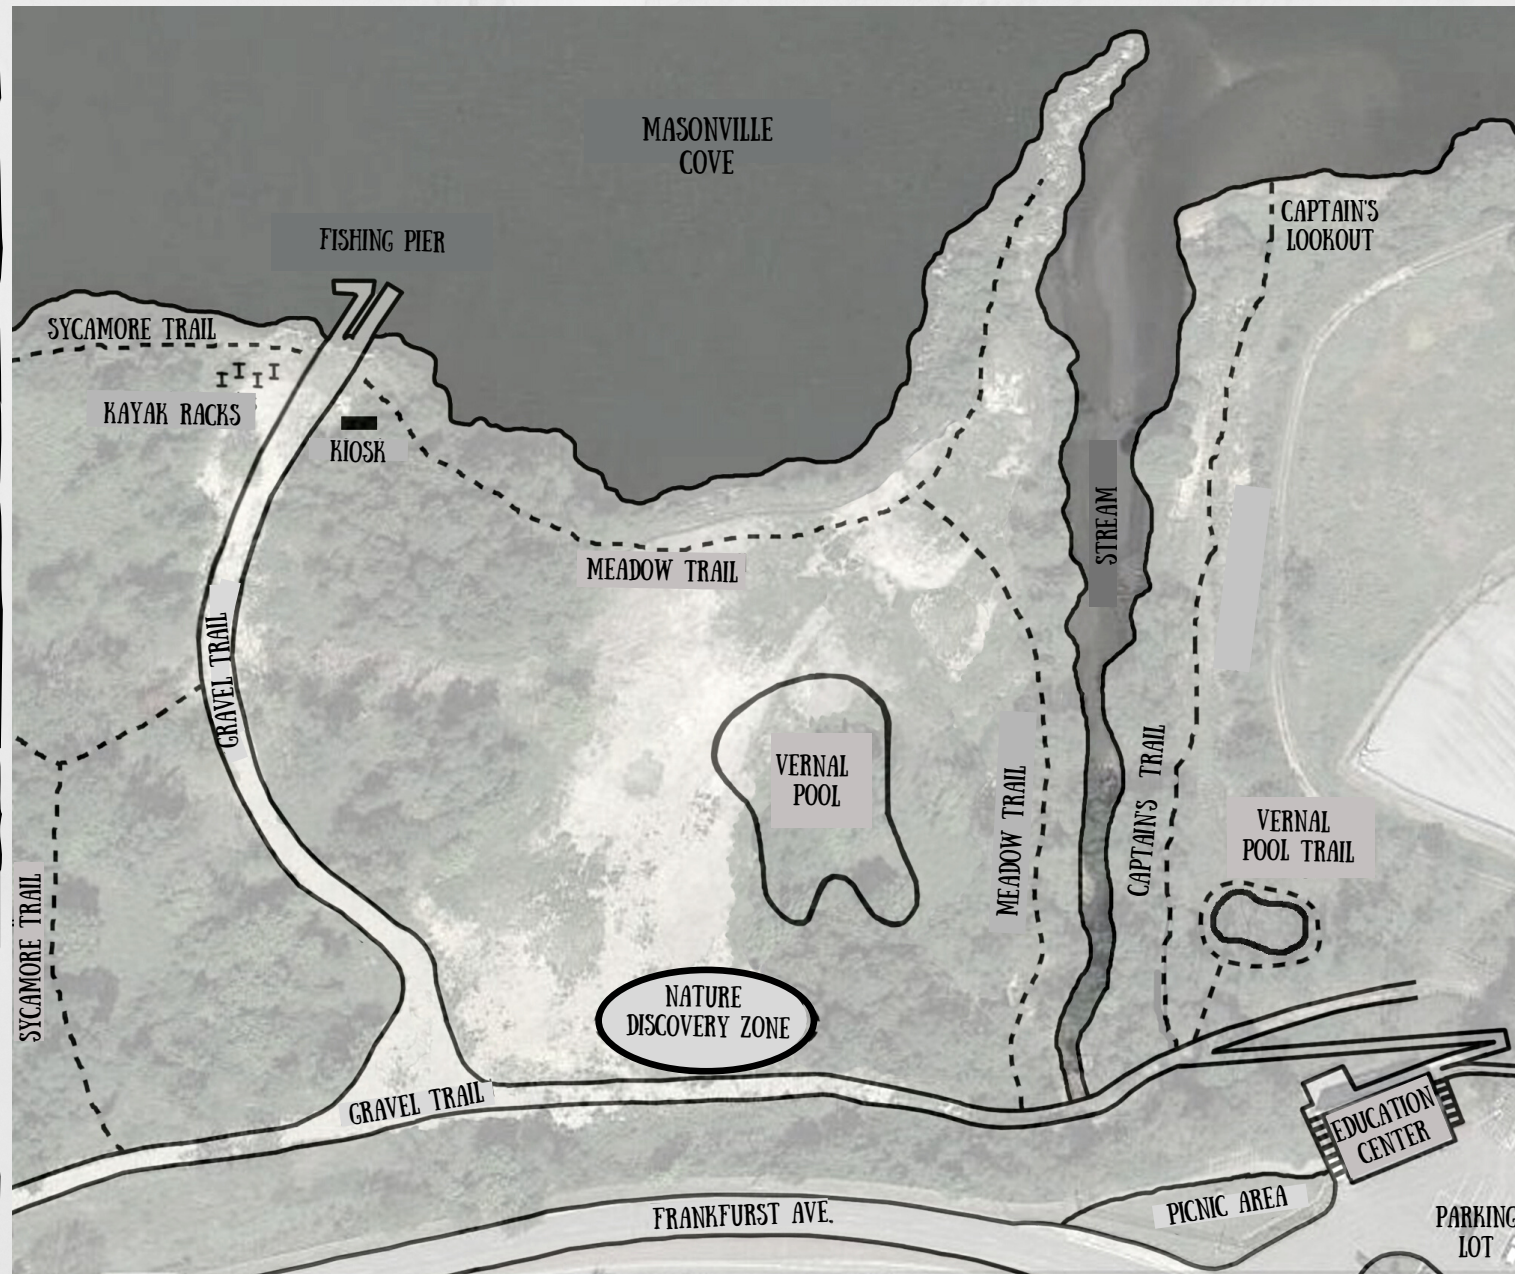 MASONVILLE
COVE
CAPTAIN'S
LOOKOUT
FISHING PIER
SYCAMORE TRAIL
KAYAK RACKS
KIOSK
STREAM
MEADOW TRAIL
GRAVEL TRAIL
VERNAL
POOL
MEADOW TRAIL
CAPTAIN'S TRAIL
VERNAL
POOL TRAIL
SYCAMORE TRAIL
NATURE
DISCOVERY ZONE
GRAVEL TRAIL
EDUCATION
CENTER
PICNIC AREA
FRANKFURST AVE.
PARKING
LOT